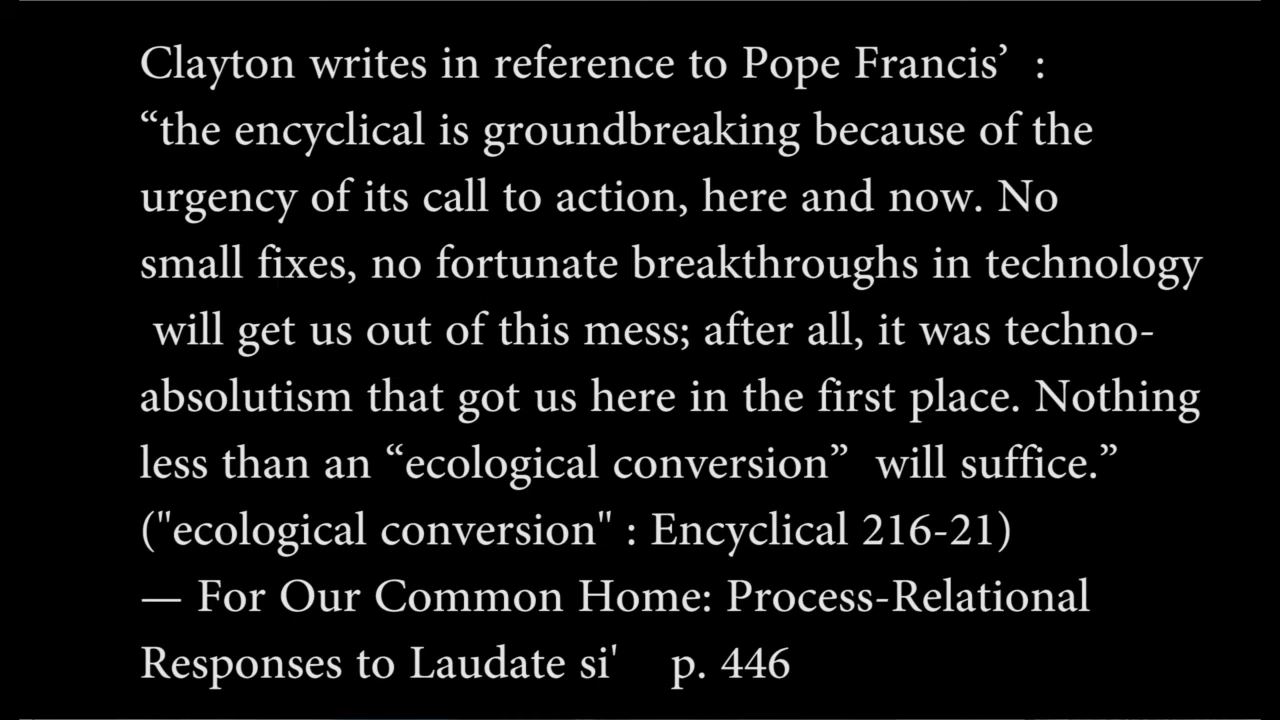 Clayton writes in reference to Pope Francis’  :
“the encyclical is groundbreaking because of the
urgency of its call to action, here and now. No
small fixes, no fortunate breakthroughs in technology
will get us out of this mess; after all, it was techno-
absolutism that got us here in the first place. Nothing
less than an “ecological conversion”  will suffice.”
("ecological conversion" : Encyclical 216-21)
— For Our Common Home: Process-Relational
Responses to Laudate si'    p. 446